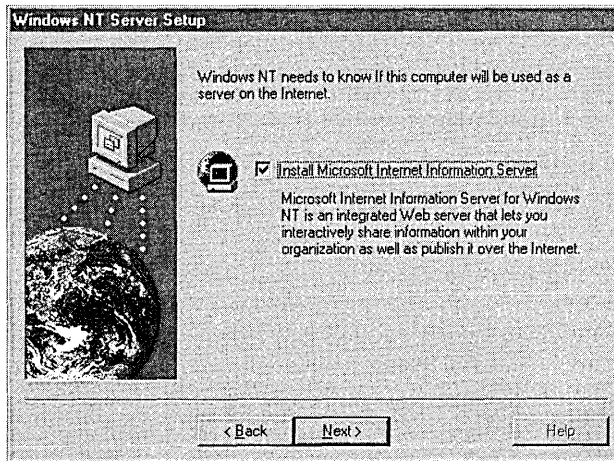 Windows NT Server Setup
Windows NT needs to know If this computer will be used as a
server on the Internet.
Install Microsoft Internet Information Server
Microsoft Internet Information Server for Windows
NT is an integrated Web server that lets you
interactively share information within your
organization as well as publish it over the Internet.
< Back
Next >
Help